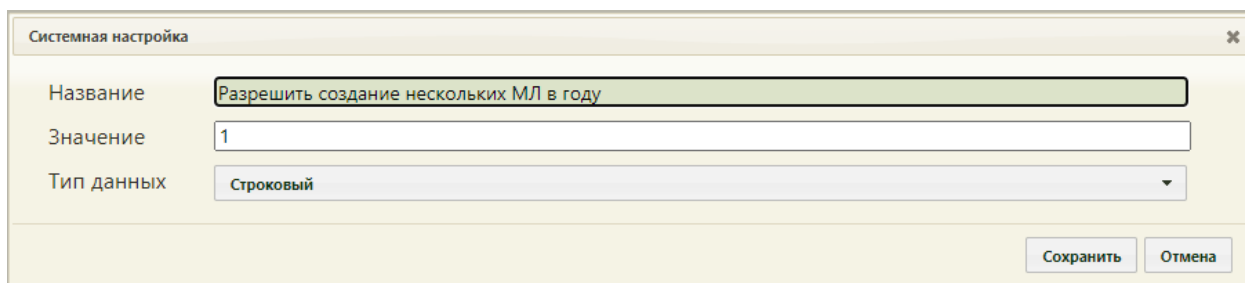 Системная настройка
Название Разрешить создание нескольких МЛ в году
Значение 1
Тип данных Строковый
Сохранить Отмена